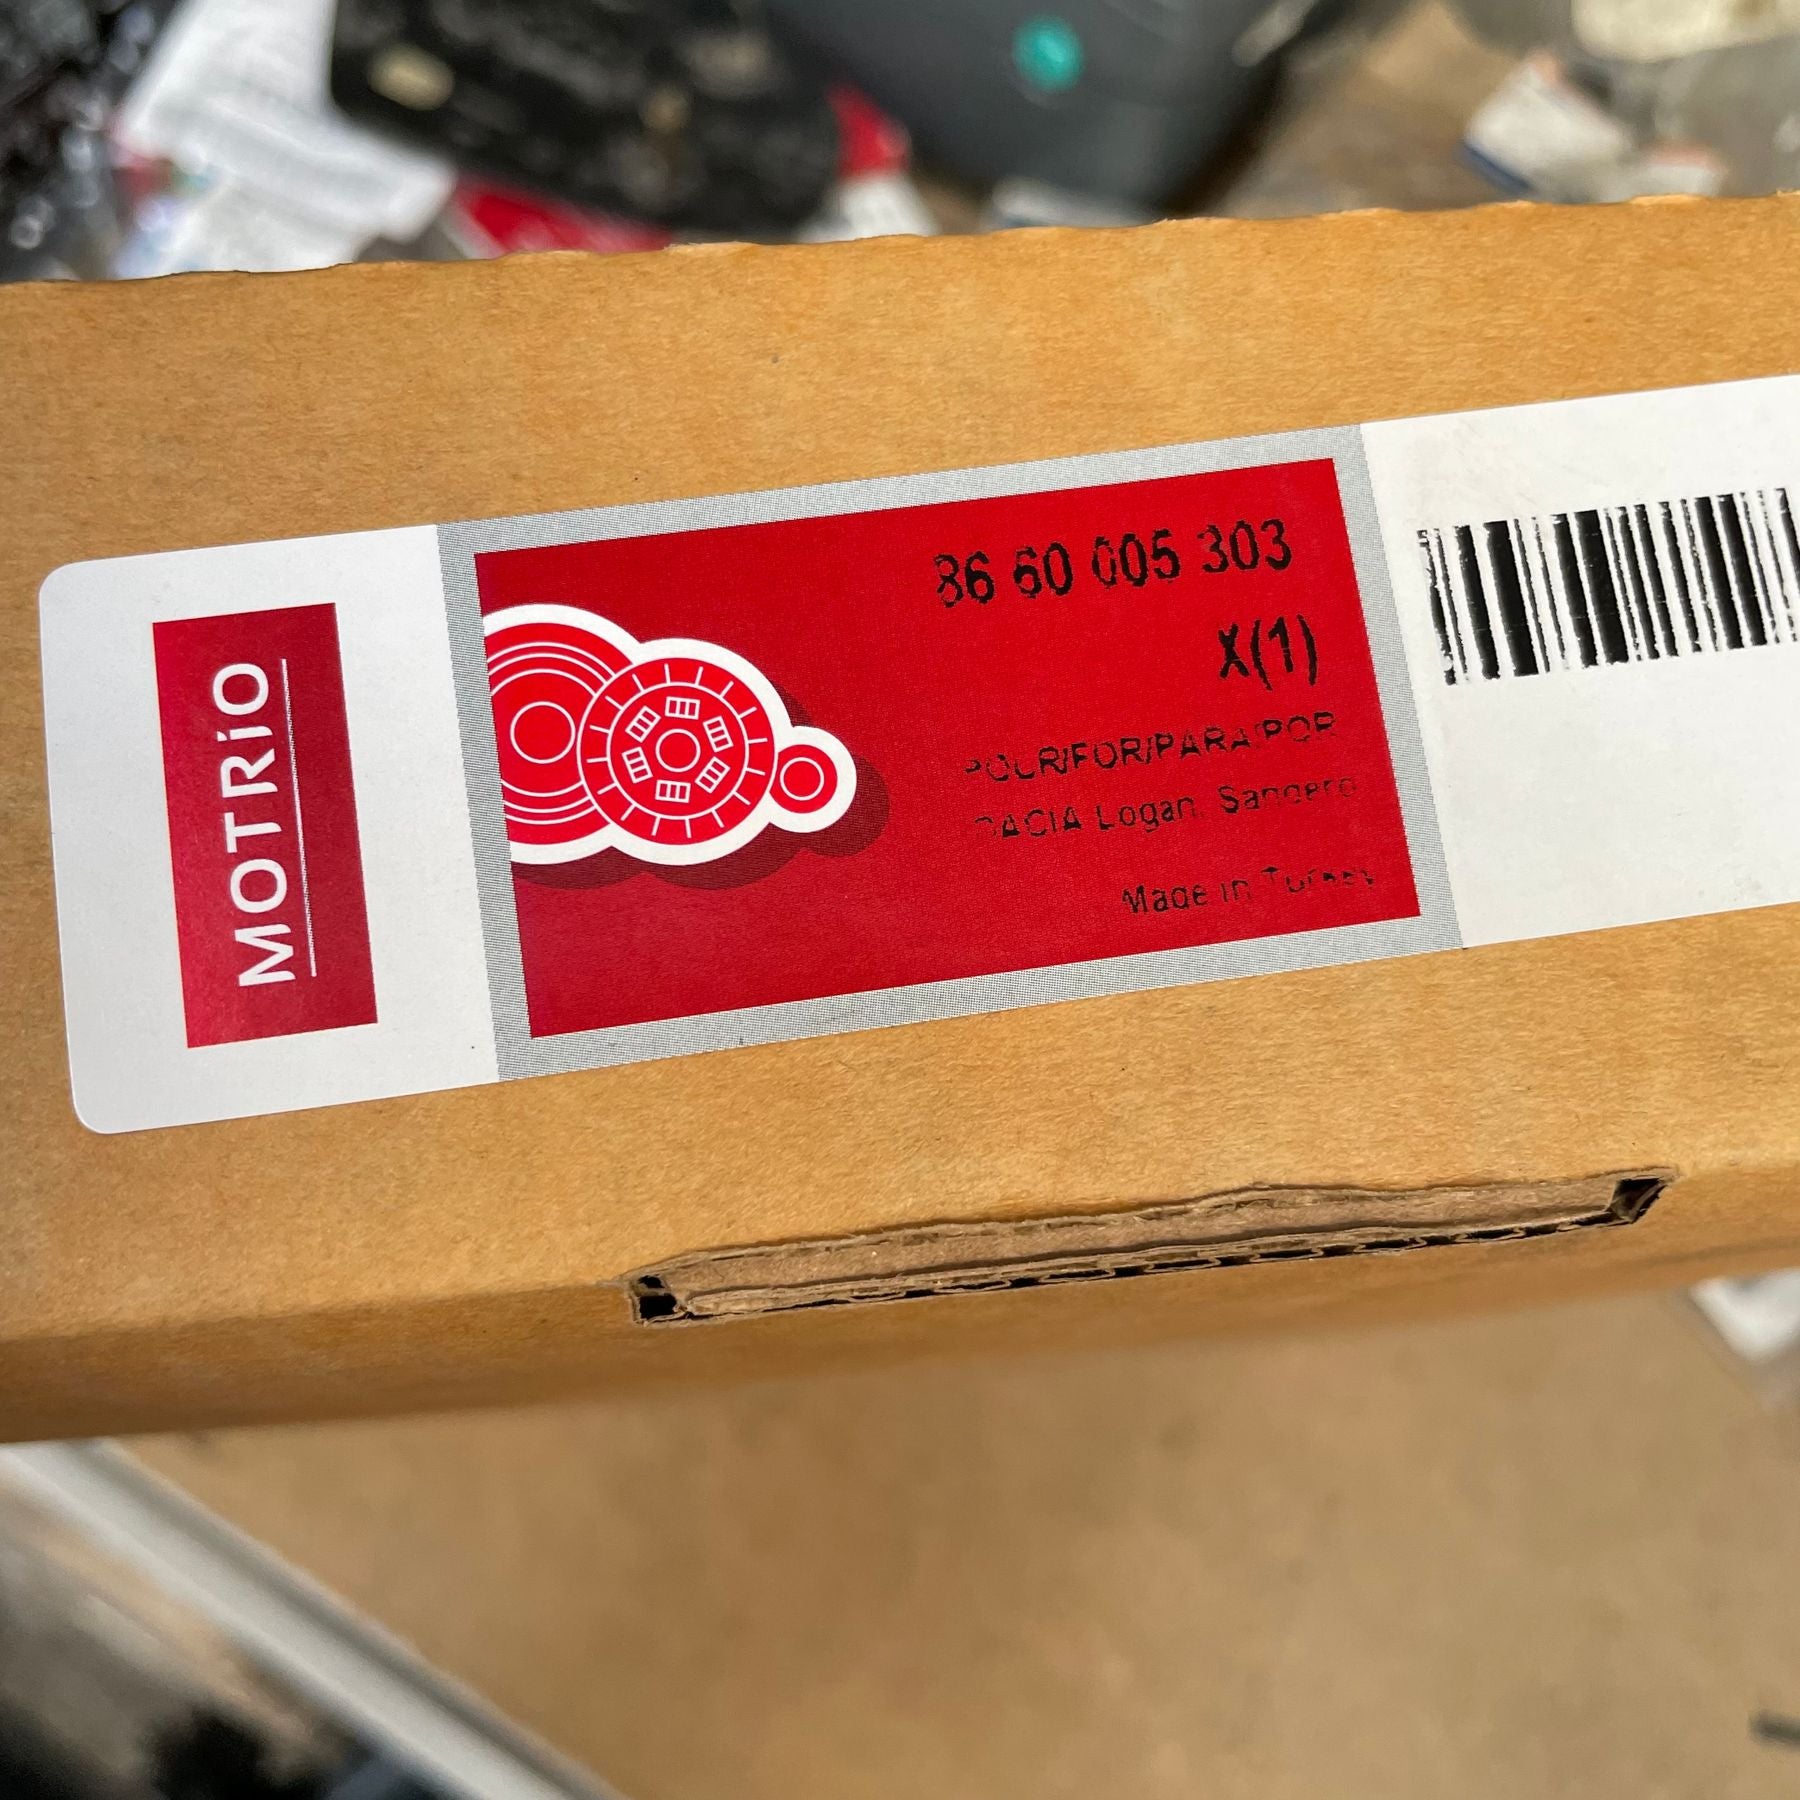 MOTRiO
86 60 005 303
X(1)
POUR/FOR/PARA/POR
DACIA Logan, Sandero
Made in Turkey